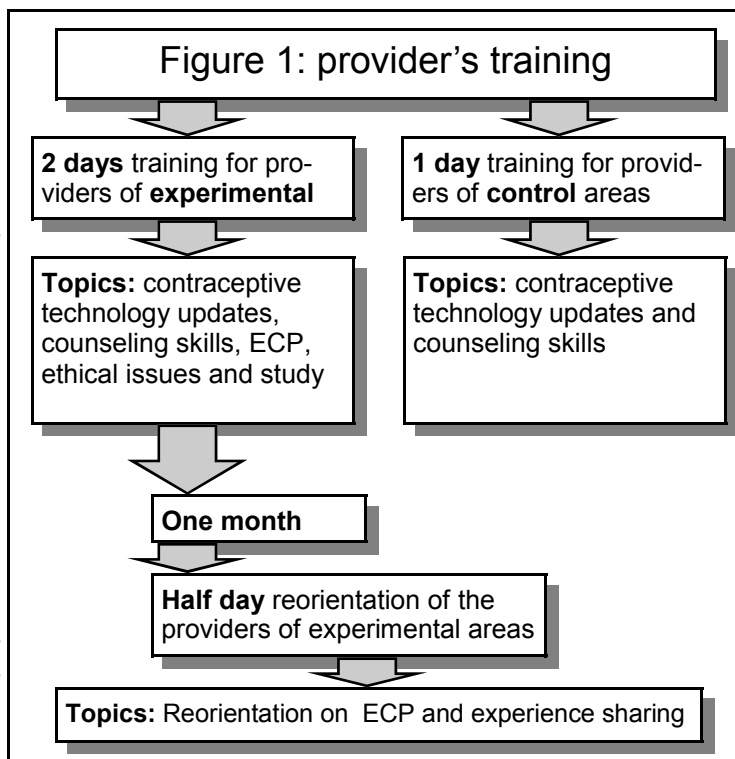 Figure 1: provider’s training
2 days training for pro-
viders of experimental
1 day training for provid-
ers of control areas
Topics: contraceptive
technology updates,
counseling skills, ECP,
ethical issues and study
Topics: contraceptive
technology updates and
counseling skills
One month
Half day reorientation of the
providers of experimental areas
Topics: Reorientation on ECP and experience sharing